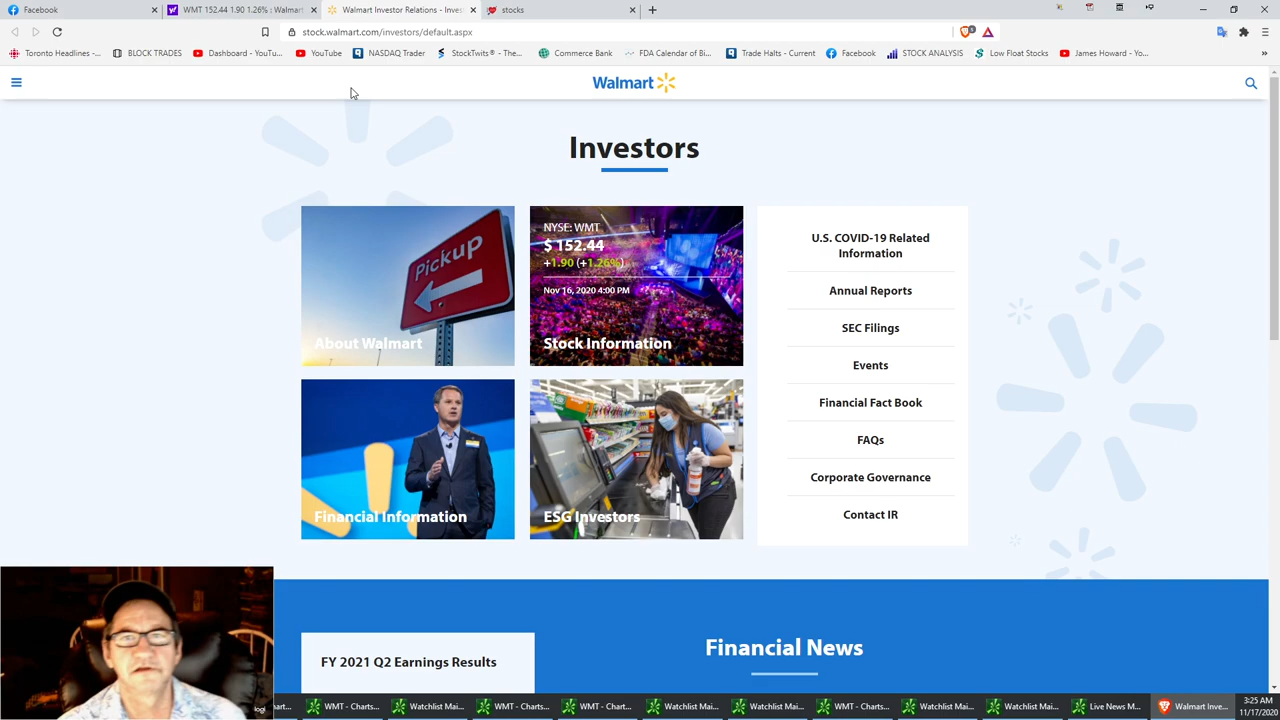 Facebook
WMT 152.44 1.90 1.26% : Walmart
Walmart Investor Relations - Inves
stocks
stock.walmart.com/investors/default.aspx
Toronto Headlines -...
BLOCK TRADES
Dashboard - YouTu...
YouTube
NASDAQ Trader
StockTwits® - The...
Commerce Bank
FDA Calendar of Bi...
Trade Halts - Current
Facebook
STOCK ANALYSIS
Low Float Stocks
James Howard - Yo...
Walmart
Investors
Pickup
About Walmart
NYSE: WMT
$ 152.44
+1.90 (+1.26%)
Nov 16, 2020 4:00 PM
Stock Information
Financial Information
ESG Investors
U.S. COVID-19 Related
Information
Annual Reports
SEC Filings
Events
Financial Fact Book
FAQs
Corporate Governance
Contact IR
FY 2021 Q2 Earnings Results
Financial News
logi
hart...
WMT - Charts...
Watchlist Mai...
WMT - Charts...
WMT - Charts...
Watchlist Mai...
Watchlist Mai...
WMT - Charts...
Watchlist Mai...
Watchlist Mai...
Live News M...
Walmart Inve...
3:25 AM
11/17/2020